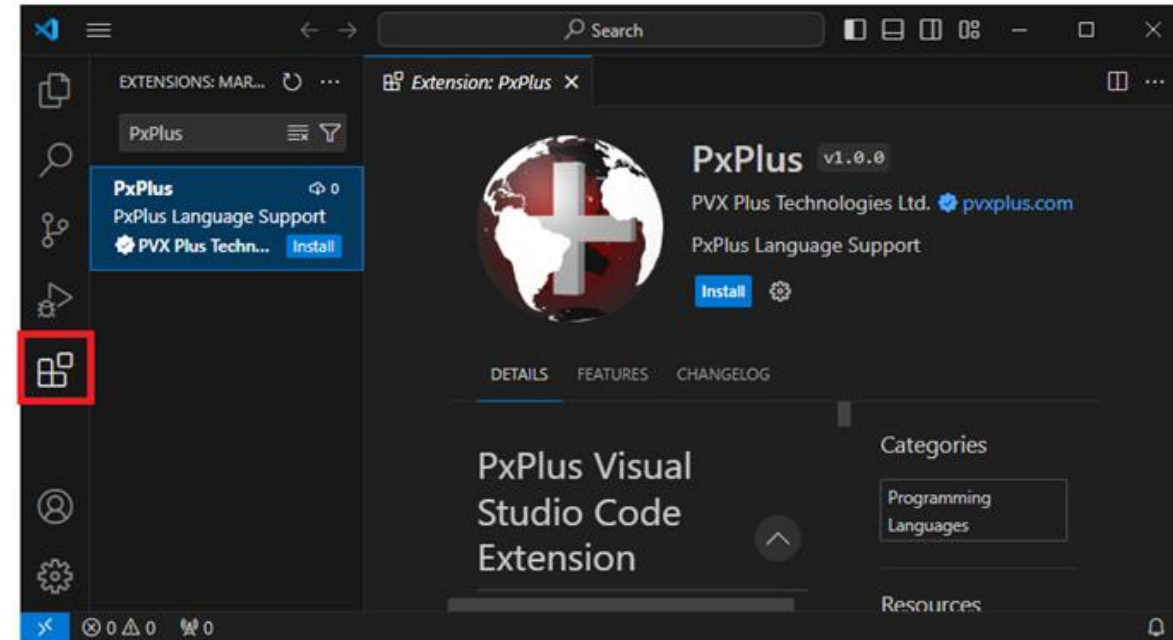 Search
EXTENSIONS: MAR...
Extension: PxPlus
PxPlus
PxPlus
0
PxPlus Language Support
PVX Plus Techn...
Install
PxPlus
v1.0.0
PVX Plus Technologies Ltd.
pvxplus.com
PxPlus Language Support
Install
DETAILS
FEATURES
CHANGELOG
PxPlus Visual
Studio Code
Extension
Categories
Programming
Languages
Resources
0
0
0